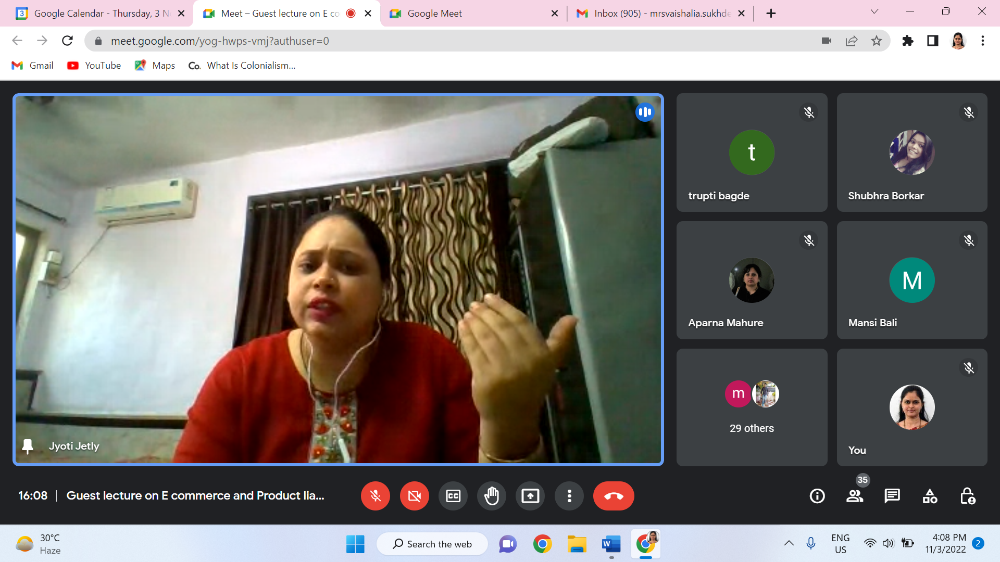 3
Google Calendar - Thursday, 3 N
Meet – Guest lecture on E co
Google Meet
Inbox (905) - mrsvaishalia.sukhde
meet.google.com/yog-hwps-vmj?authuser=0
Gmail
YouTube
Maps
Co. What Is Colonialism...
t
trupti bagde
Shubhra Borkar
Aparna Mahure
M
Mansi Bali
m
29 others
You
Jyoti Jetly
16:08 | Guest lecture on E commerce and Product lia...
CC
35
30°C
Haze
Search the web
W
ENG
US
4:08 PM
11/3/2022
2